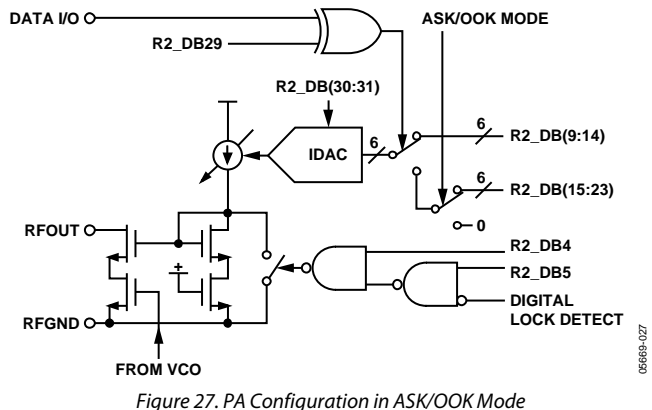 DATA I/O
ASK/OOK MODE
R2_DB29
R2_DB(30:31)
6
R2_DB(9:14)
IDAC
6
6
R2_DB(15:23)
RFOUT
0
R2_DB4
+
R2_DB5
DIGITAL
LOCK DETECT
RFGND
FROM VCO
05669-027
Figure 27. PA Configuration in ASK/OOK Mode